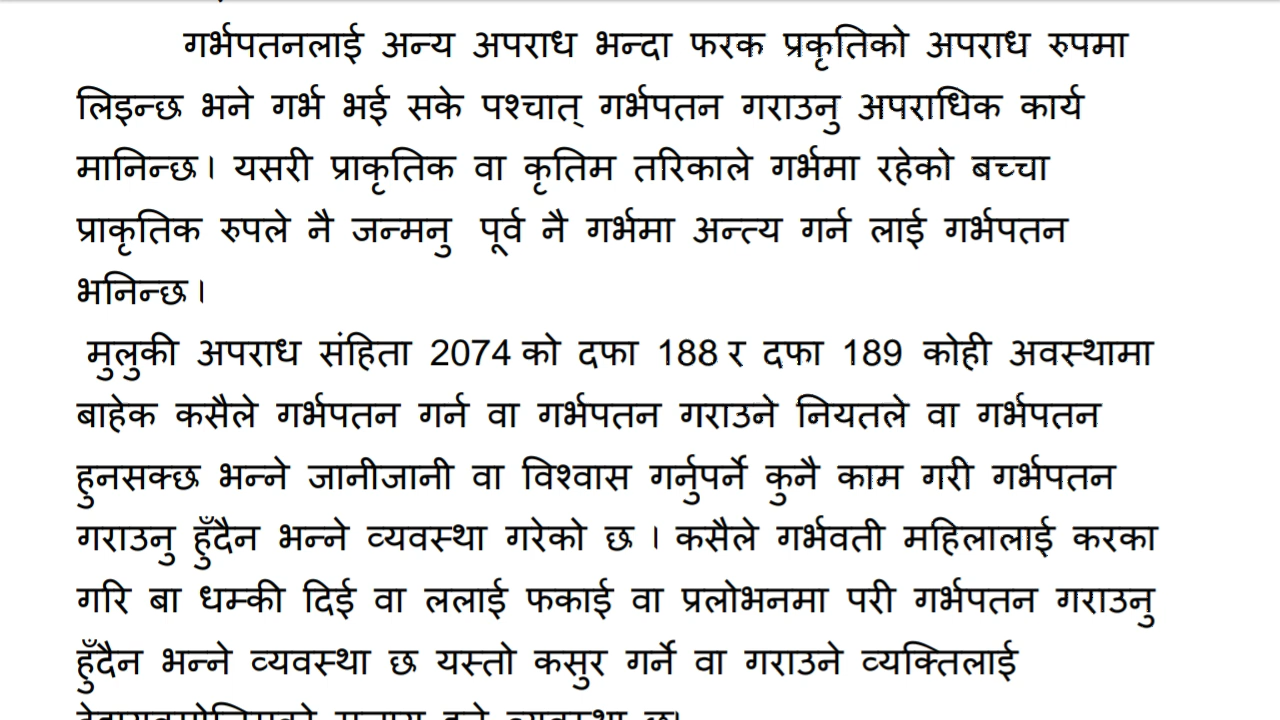 गर्भपतनलाई अन्य अपराध भन्दा फरक प्रकृतिको अपराध रुपमा
लिइन्छ भने गर्भ भई सके पश्चात् गर्भपतन गराउनु अपराधिक कार्य
मानिन्छ। यसरी प्राकृतिक वा कृतिम तरिकाले गर्भमा रहेको बच्चा
प्राकृतिक रुपले नै जन्मनु पूर्व नै गर्भमा अन्त्य गर्न लाई गर्भपतन
भनिन्छ।
मुलुकी अपराध संहिता 2074 को दफा 188 र दफा 189 कोही अवस्थामा
बाहेक कसैले गर्भपतन गर्न वा गर्भपतन गराउने नियतले वा गर्भपतन
हुनसक्छ भन्ने जानीजानी वा विश्वास गर्नुपर्ने कुनै काम गरी गर्भपतन
गराउनु हुँदैन भन्ने व्यवस्था गरेको छ । कसैले गर्भवती महिलालाई करका
गरि बा धम्की दिई वा ललाई फकाई वा प्रलोभनमा परी गर्भपतन गराउनु
हुँदैन भन्ने व्यवस्था छ यस्तो कसुर गर्ने वा गराउने व्यक्तिलाई
व्यवस्था छ।